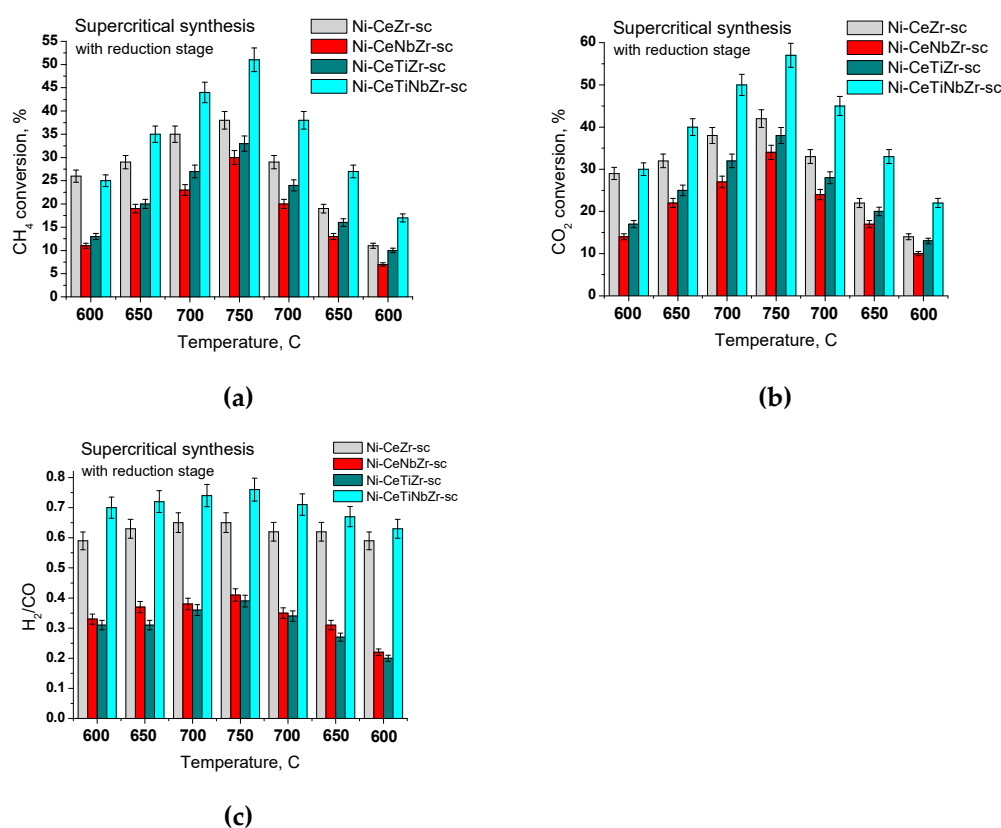 Supercritical synthesis
with reduction stage
Ni-CeZr-sc
Ni-CeNbZr-sc
Ni-CeTiZr-sc
Ni-CeTiNbZr-sc
CH4 conversion, %
55
50
45
40
35
30
25
20
15
10
5
0
600 650 700 750 700 650 600
Temperature, C
(a)
Supercritical synthesis
with reduction stage
Ni-CeZr-sc
Ni-CeNbZr-sc
Ni-CeTiZr-sc
Ni-CeTiNbZr-sc
CO2 conversion, %
60
50
40
30
20
10
0
600 650 700 750 700 650 600
Temperature, C
(b)
Supercritical synthesis
with reduction stage
Ni-CeZr-sc
Ni-CeNbZr-sc
Ni-CeTiZr-sc
Ni-CeTiNbZr-sc
H2/CO
0.8
0.7
0.6
0.5
0.4
0.3
0.2
0.1
0.0
600 650 700 750 700 650 600
Temperature, C
(c)